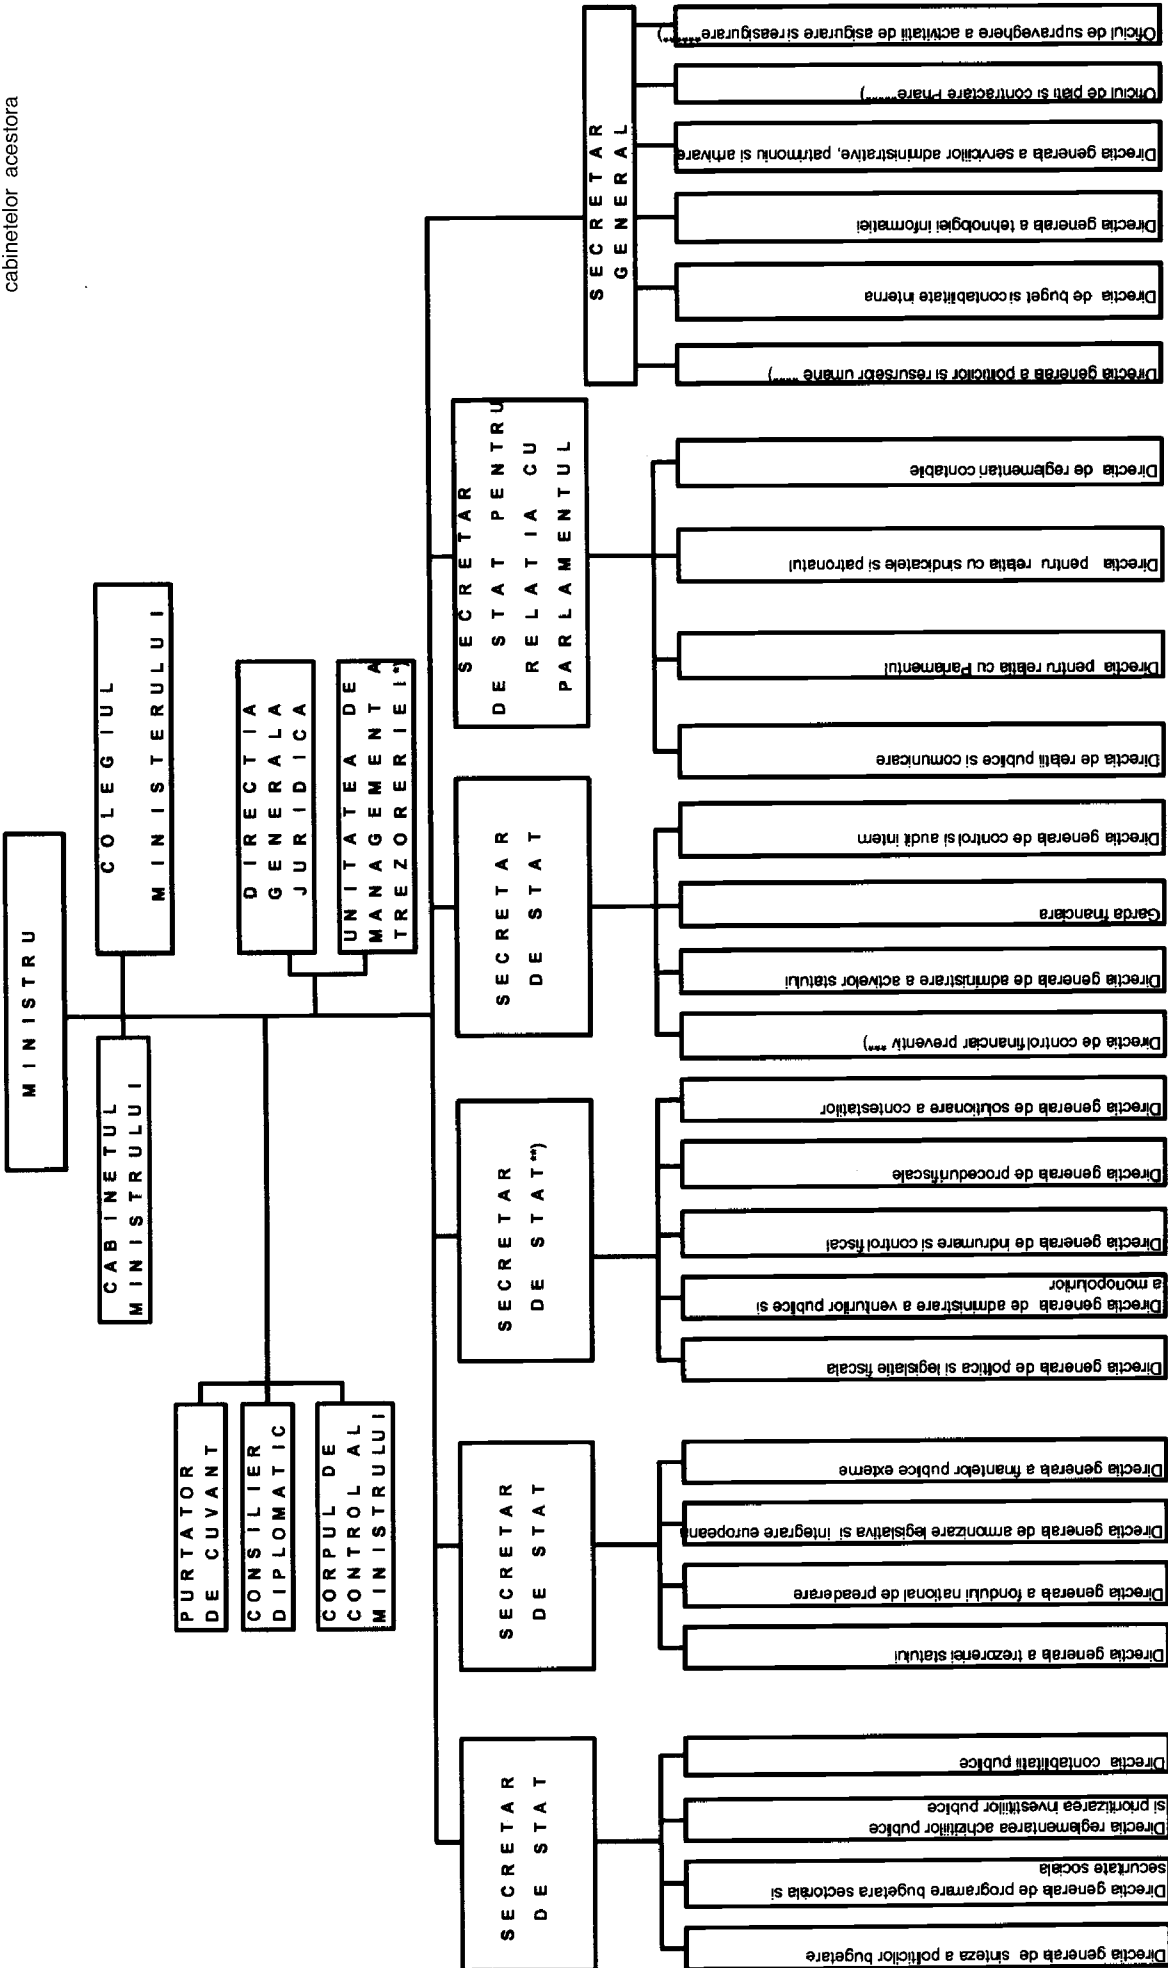 cabinetelor acestora
MINISTRU
CABINETUL
MINISTRULUI
COLEGIUL
MINISTERULUI
PURTATOR
DE CUVANT
CONSILIER
DIPLOMATIC
CORPUL DE
CONTROL AL
MINISTRULUI
DIRECTIA
GENERALA
JURIDICA
UNITATEA DE
MANAGEMENT A
TREZORERIEI*)
SECRETAR
DE STAT
SECRETAR
DE STAT
SECRETAR
DE STAT**)
SECRETAR
DE STAT
SECRETAR
DE STAT PENTRU
RELATIA CU
PARLAMENTUL
SECRETAR
GENERAL
Directia generala de sinteza a politicilor bugetare
Directia generala de programare bugetara sectoriala si
securitate sociala
Directia reglementarea achizitiilor publice
si prioritizarea investitiilor publice
Directia contabilitatii publice
Directia generala a trezoreriei statului
Directia generala a fondului national de preaderare
Directia generala de armonizare legislativa si integrare europeana
Directia generala a finantelor publice externe
Directia generala de politica si legislatie fiscala
Directia generala de administrare a veniturilor publice si
a monopolurilor
Directia generala de indrumare si control fiscal
Directia generala de proceduri fiscale
Directia generala de solutionare a contestatiilor
Directia de control financiar preventiv ***)
Directia generala de administrare a activelor statului
Garda financiara
Directia generala de control si audit intern
Directia de relatii publice si comunicare
Directia pentru relatia cu Parlamentul
Directia pentru relatia cu sindicatele si patronatul
Directia de reglementari contabile
Directia generala a politicilor si resurselor umane ****)
Directia de buget si contabilitate interna
Directia generala a tehnologiei informatiei
Directia generala a serviciilor administrative, patrimoniu si arhivare
Oficiul de plati si contractare Phare*****)
Oficiul de supraveghere a activitatii de asigurare si reasigurare******)